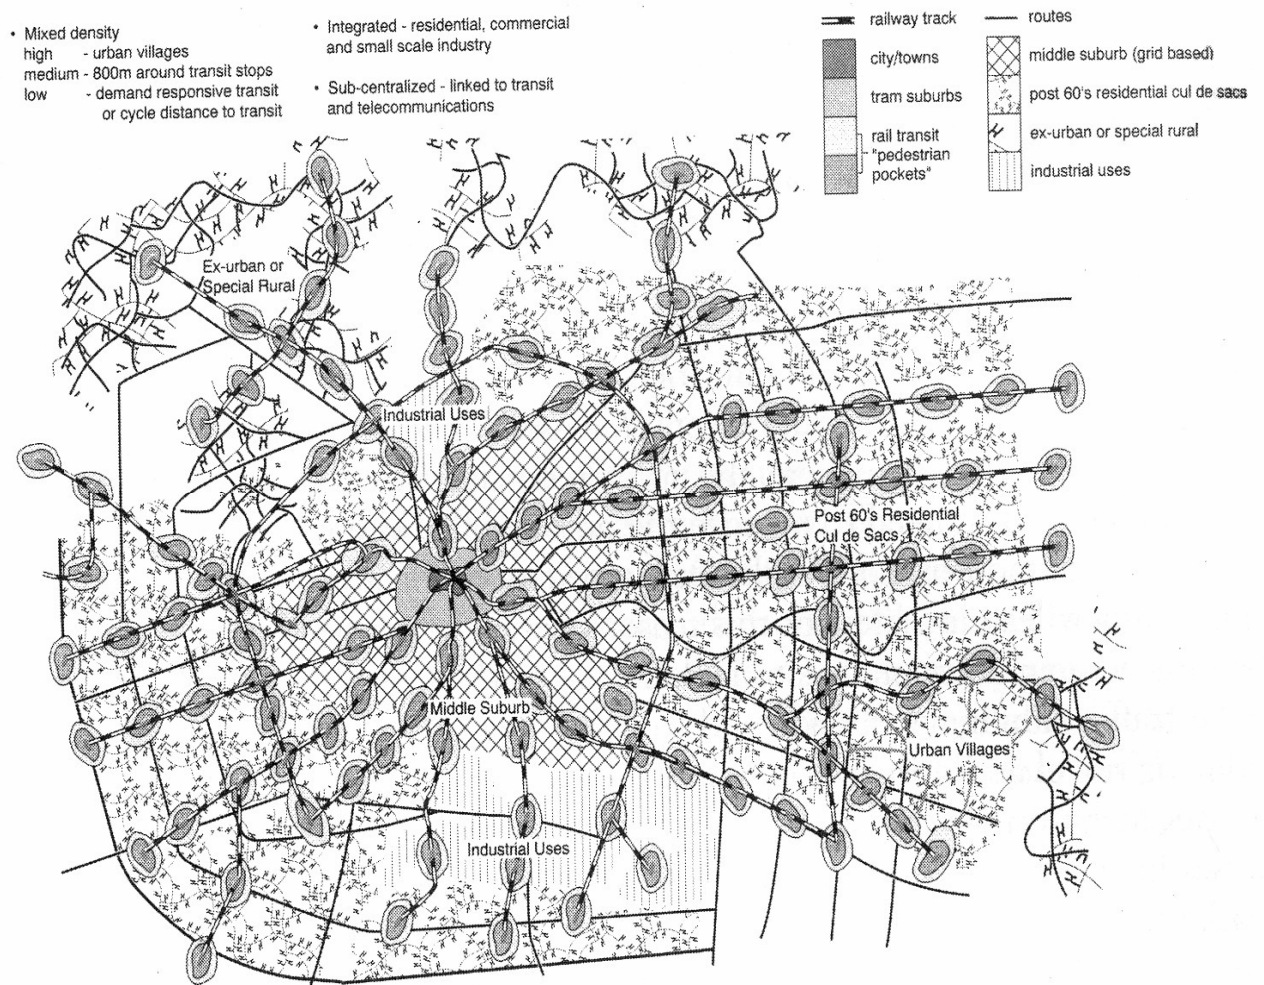 • Mixed density
high - urban villages
medium - 800m around transit stops
low - demand responsive transit
or cycle distance to transit
• Integrated - residential, commercial
and small scale industry
• Sub-centralized - linked to transit
and telecommunications
railway track
city/towns
tram suburbs
rail transit
"pedestrian
pockets"
routes
middle suburb (grid based)
post 60's residential cul de sacs
ex-urban or special rural
industrial uses
Ex-urban or
Special Rural
Industrial Uses
Post 60's Residential
Cul de Sacs
Middle Suburb
Urban Villages
Industrial Uses